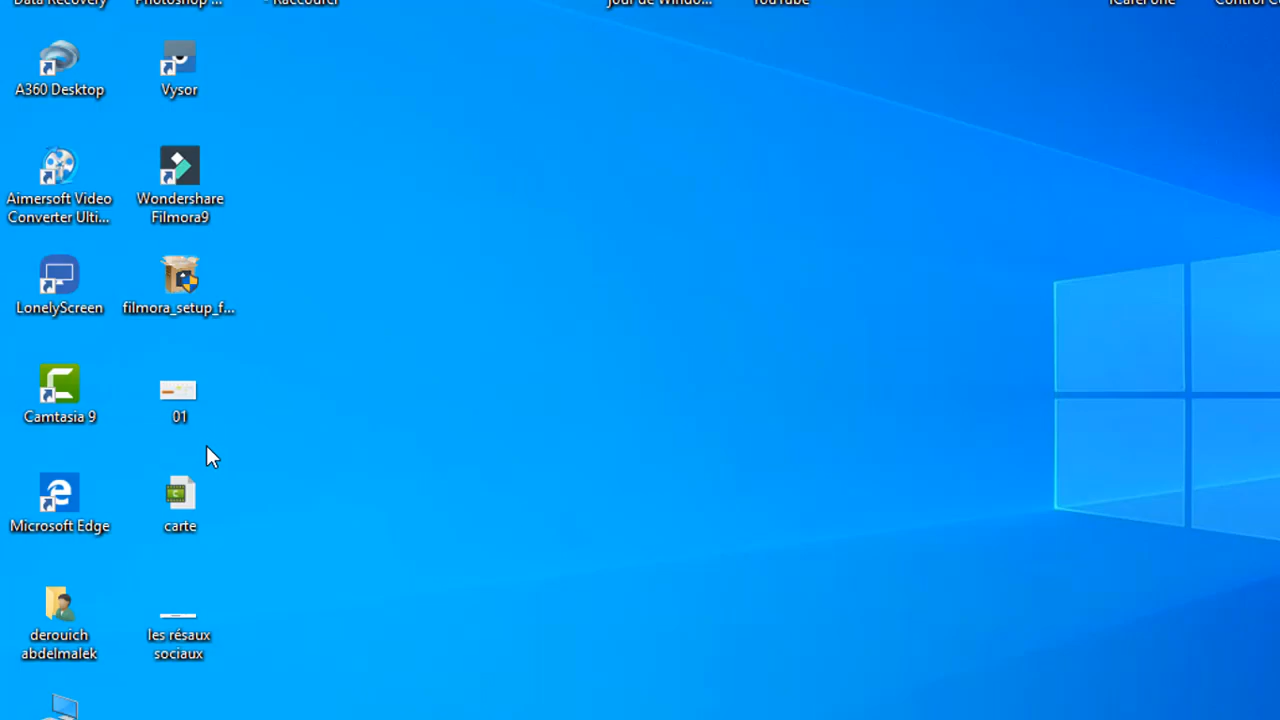 Data Recovery
Photoshop ...
- Raccourci
jour de Windo...
YouTube
iCareFone
A360 Desktop
Vysor
Aimersoft Video
Converter Ulti...
Wondershare
Filmora9
LonelyScreen
filmora_setup_f...
Camtasia 9
01
Microsoft Edge
carte
derouich
abdelmalek
les résaux
sociaux